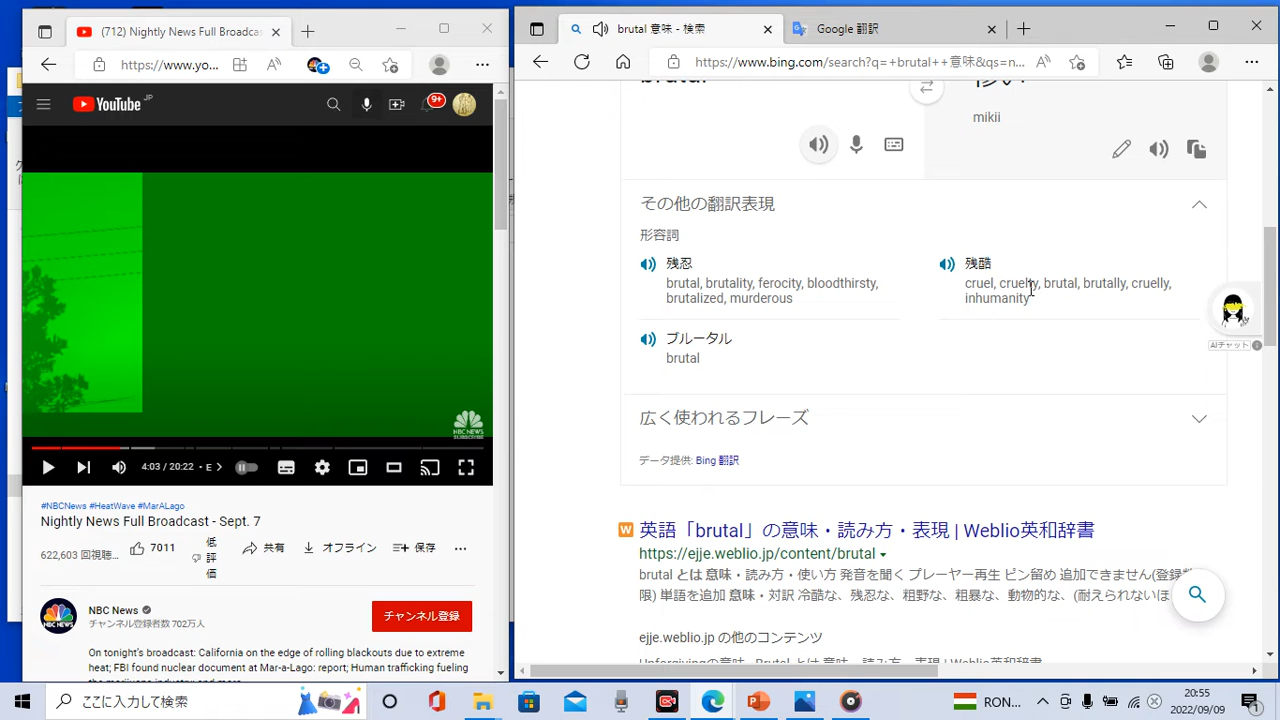 (712) Nightly News Full Broadcas
https://www.yo...
YouTube JP
9+
NBC NEWS
SUBSCRIBE
4:03 / 20:22 • E
#NBCNews #HeatWave #MarALago
Nightly News Full Broadcast - Sept. 7
622,603 回視聴...
7011
低評価
共有
オフライン
保存
NBC News
チャンネル登録者数 702万人
チャンネル登録
On tonight's broadcast: California on the edge of rolling blackouts due to extreme
heat; FBI found nuclear document at Mar-a-Lago: report; Human trafficking fueling
brutal 意味 - 検索
Google 翻訳
https://www.bing.com/search?q=+brutal++意味&qs=n...
mikii
その他の翻訳表現
形容詞
残忍
brutal, brutality, ferocity, bloodthirsty,
brutalized, murderous
残酷
cruel, cruelty, brutal, brutally, cruelly,
inhumanity
ブルータル
brutal
AIチャット
広く使われるフレーズ
データ提供: Bing 翻訳
英語「brutal」の意味・読み方・表現 | Weblio英和辞書
https://ejje.weblio.jp/content/brutal
brutal とは 意味・読み方・使い方 発音を聞く プレーヤー再生 ピン留め 追加できません(登録数
限) 単語を追加 意味・対訳 冷酷な、残忍な、粗野な、粗暴な、動物的な、(耐えられないほ
ejje.weblio.jp の他のコンテンツ
ここに入力して検索
RON...
20:55
2022/09/09
1